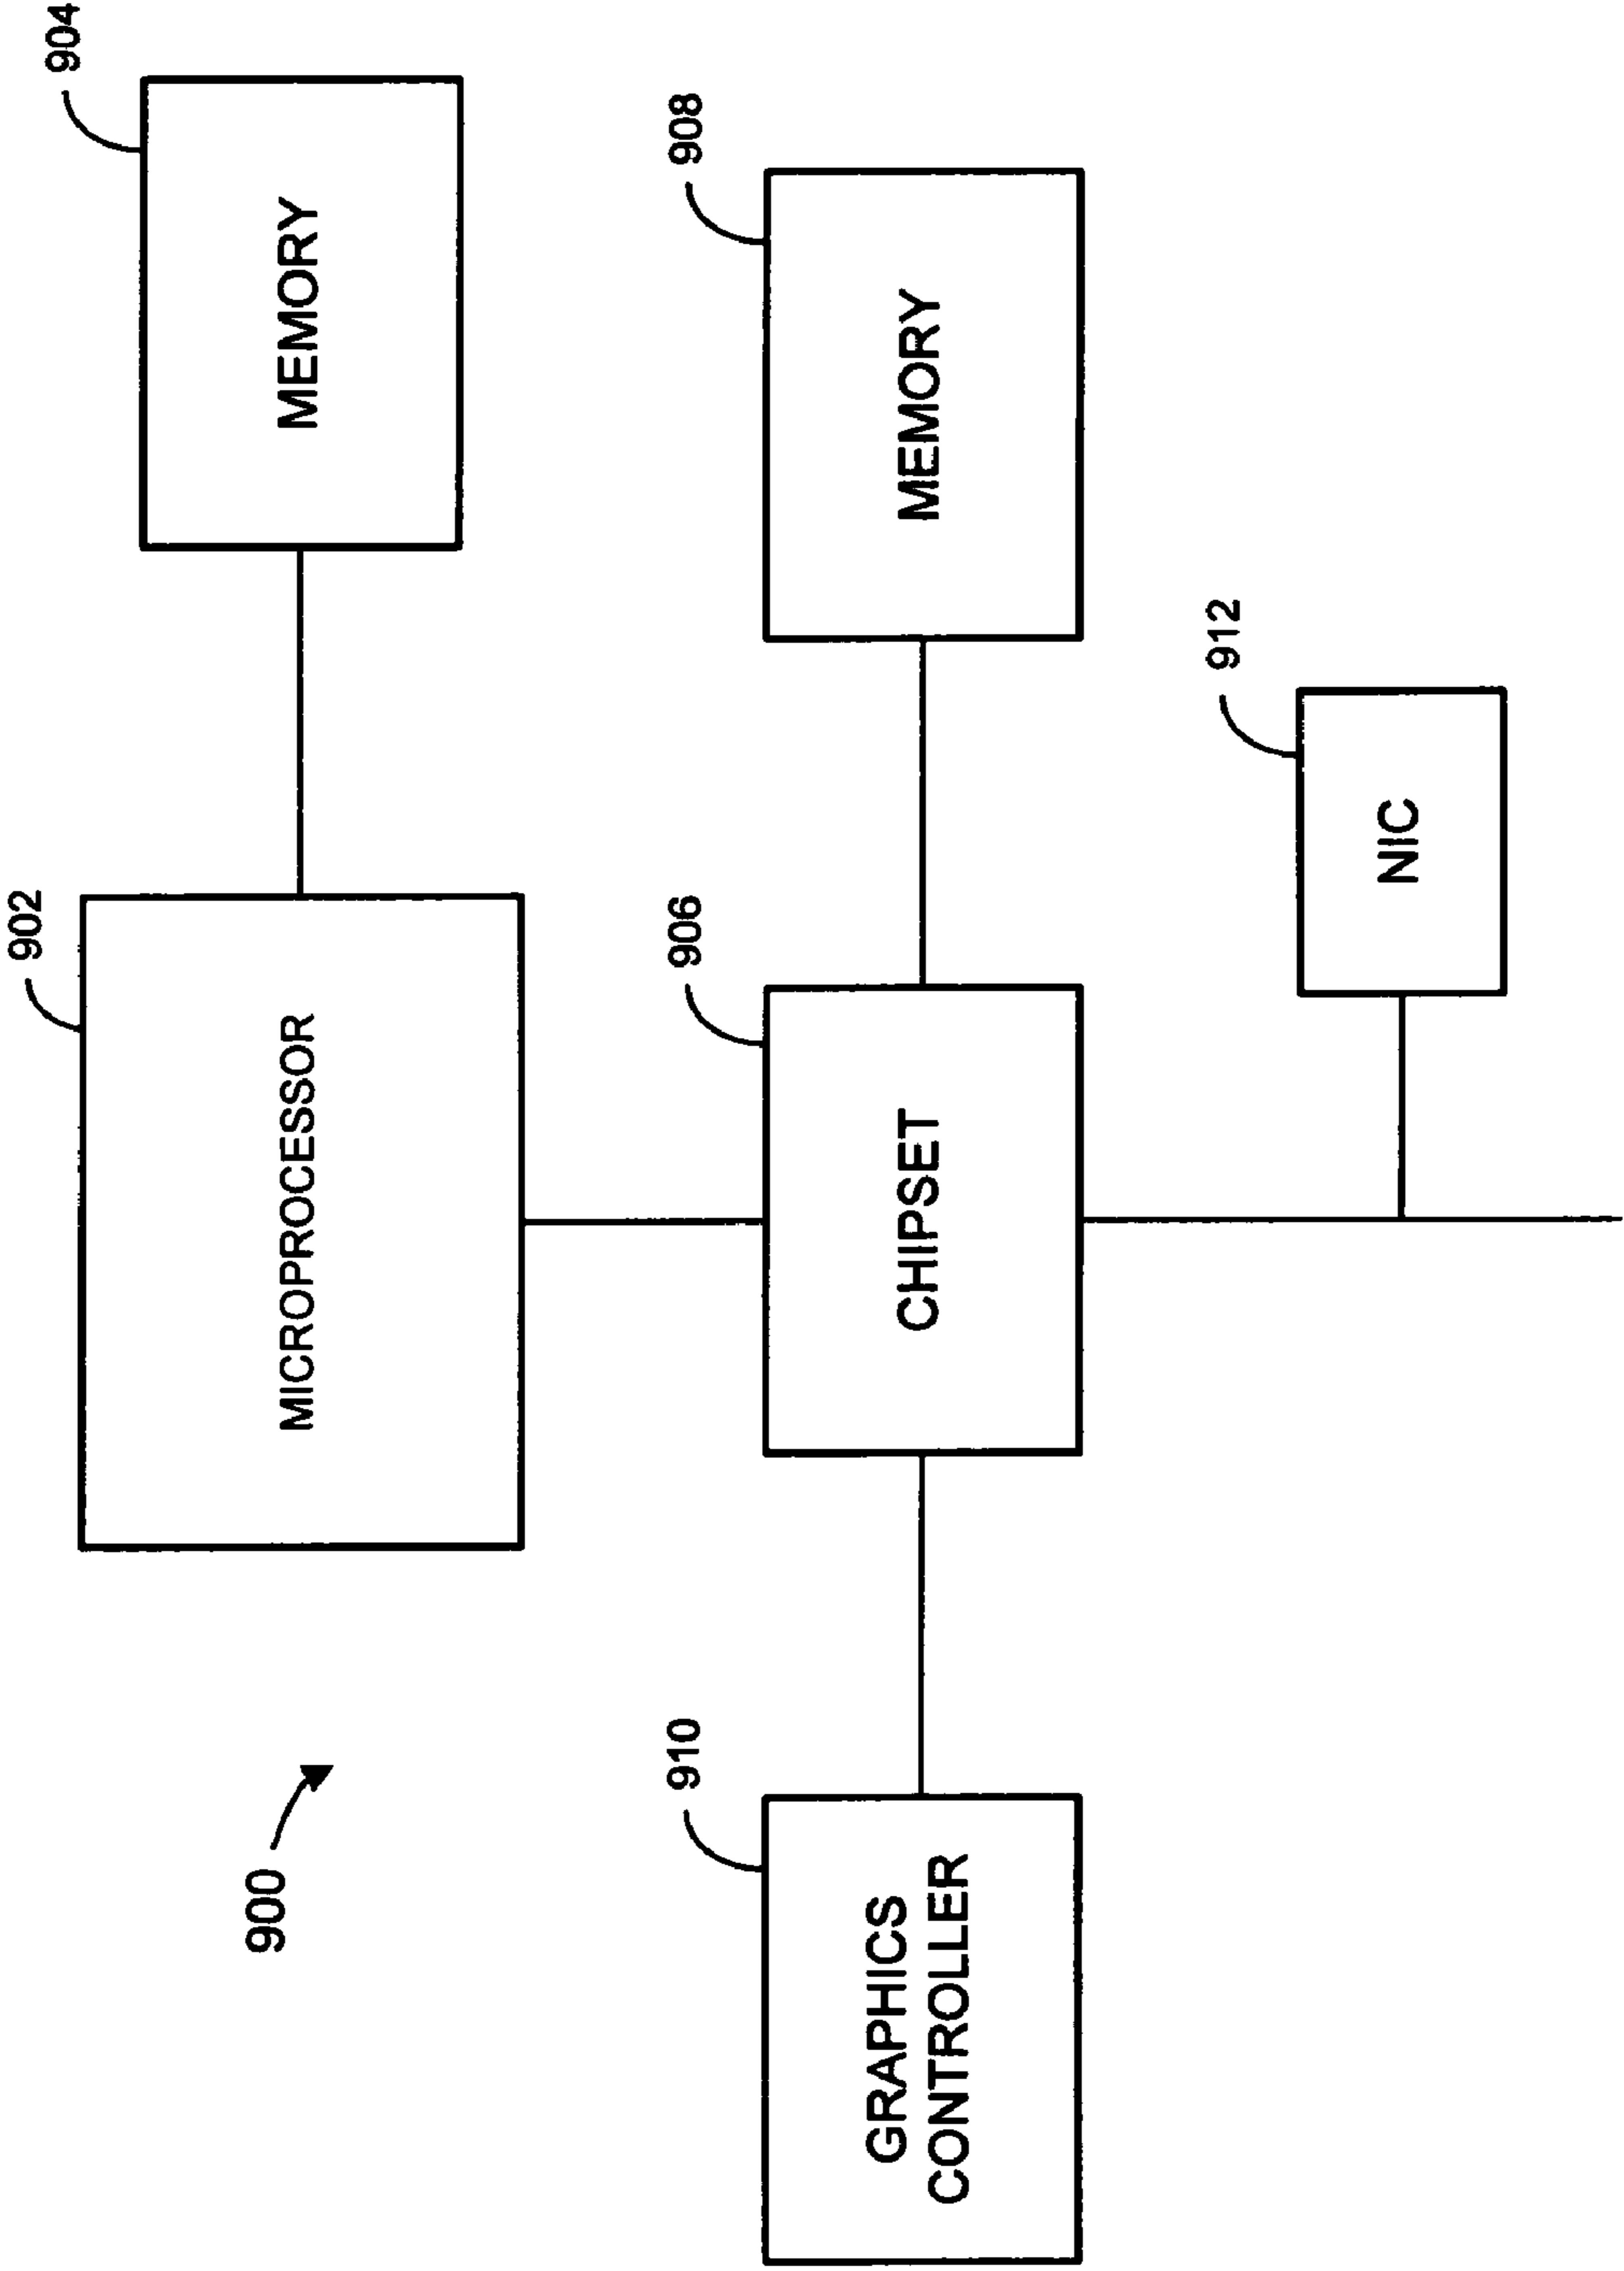 902
904
900
MICROPROCESSOR
MEMORY
910
906
908
GRAPHICS
CONTROLLER
CHIPSET
MEMORY
912
NIC